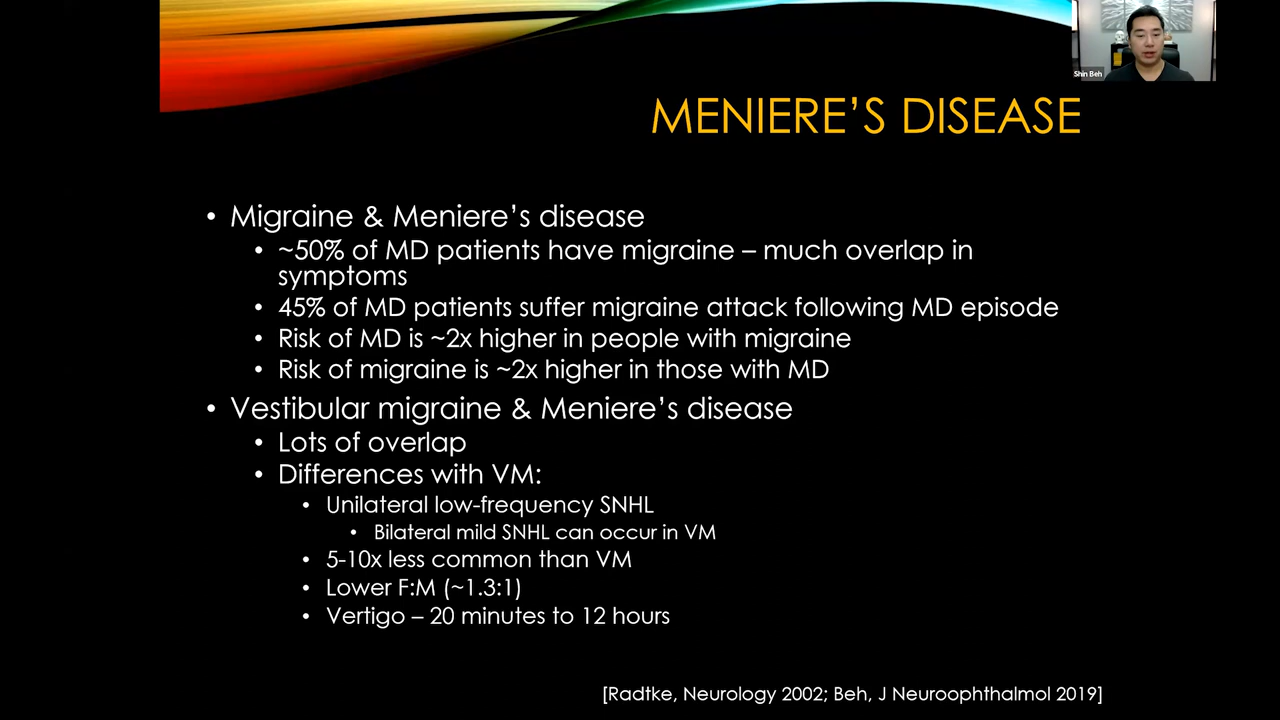 Shin Beh
MENIERE'S DISEASE
• Migraine & Meniere's disease
• ~50% of MD patients have migraine – much overlap in
symptoms
• 45% of MD patients suffer migraine attack following MD episode
• Risk of MD is ~2x higher in people with migraine
• Risk of migraine is ~2x higher in those with MD
• Vestibular migraine & Meniere's disease
• Lots of overlap
• Differences with VM:
• Unilateral low-frequency SNHL
• Bilateral mild SNHL can occur in VM
• 5-10x less common than VM
• Lower F:M (~1.3:1)
• Vertigo – 20 minutes to 12 hours
[Radtke, Neurology 2002; Beh, J Neuroophthalmol 2019]